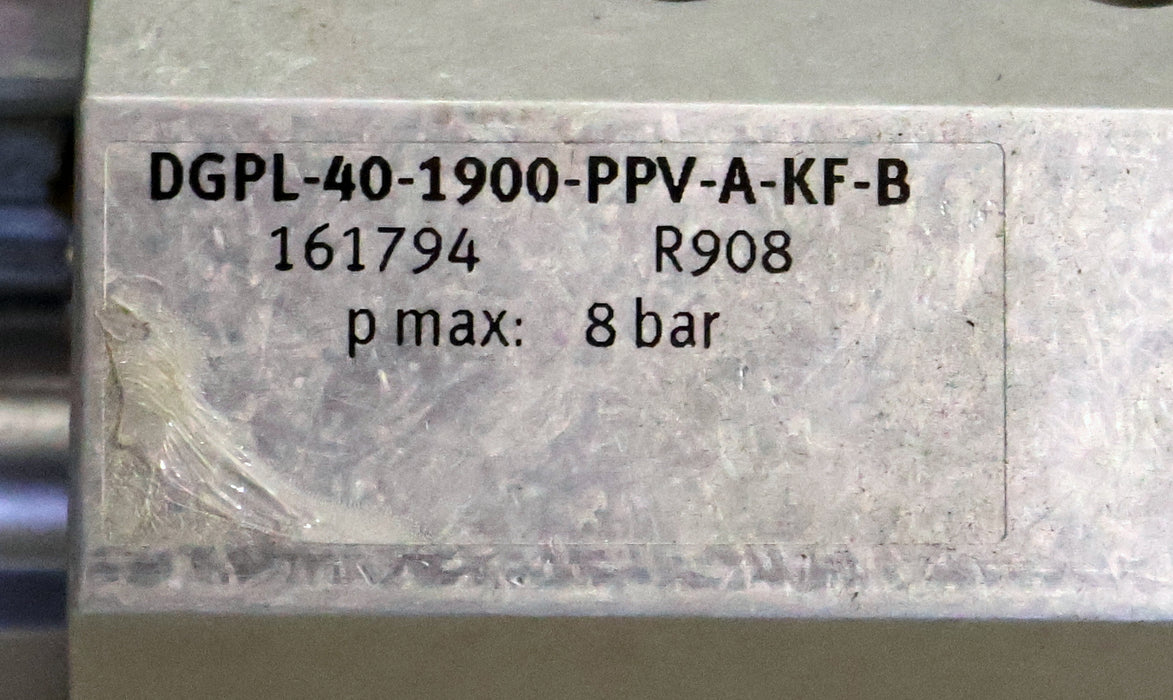 DGPL-40-1900-PPV-A-KF-B
161794 R908
p max: 8 bar